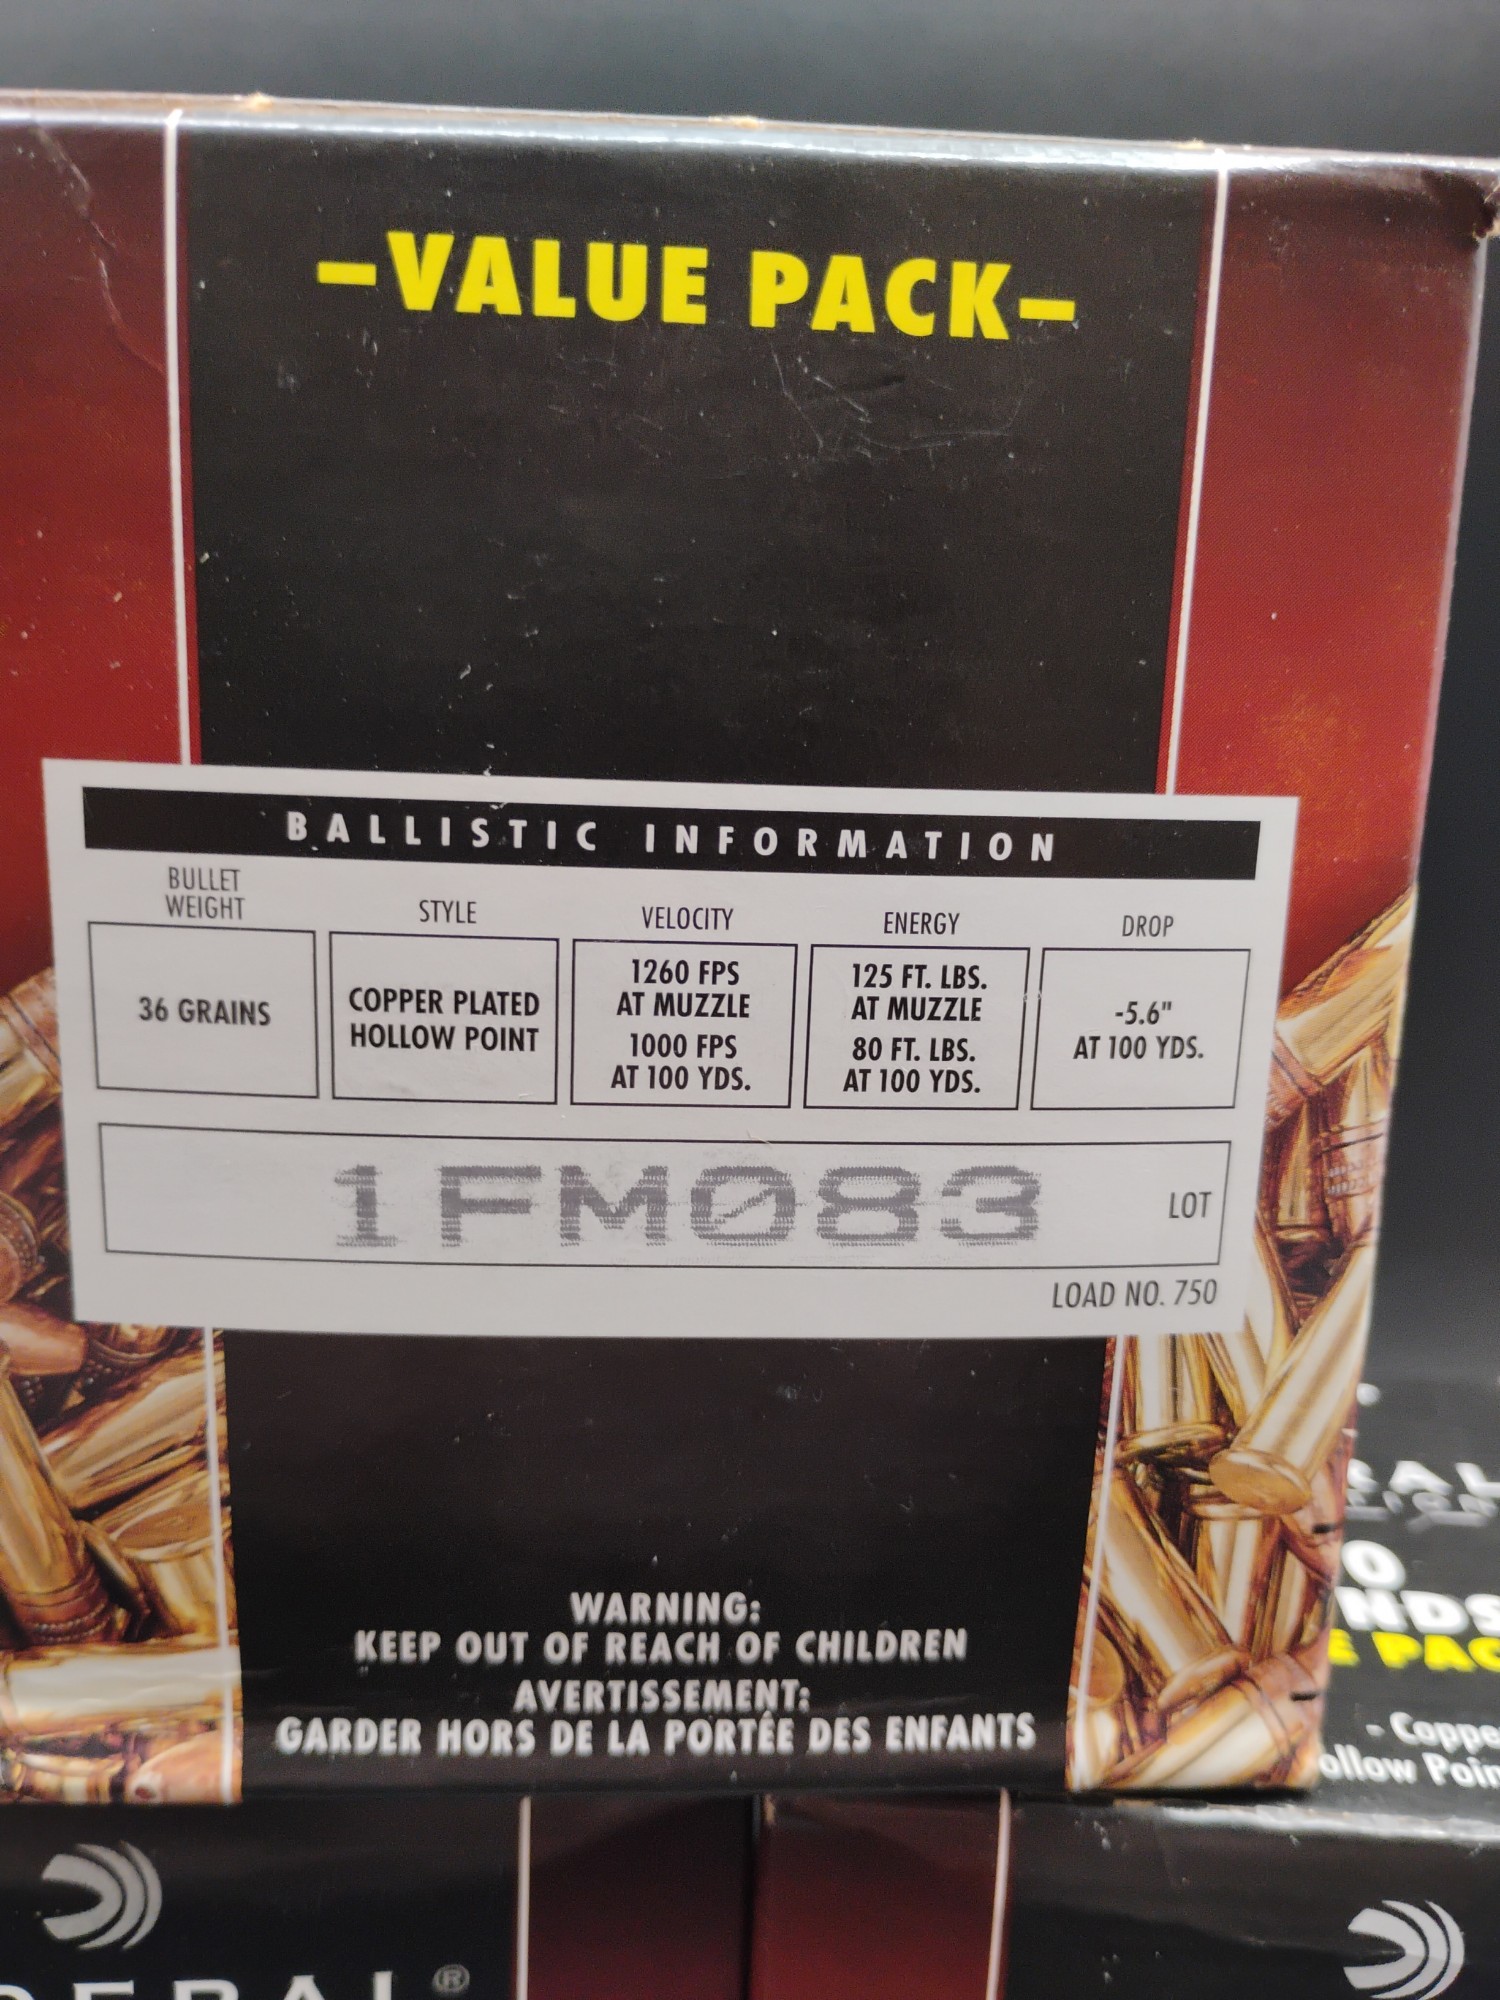 -VALUE PACK-
BALLISTIC INFORMATION
BULLET
WEIGHT
STYLE
VELOCITY
ENERGY
DROP
36 GRAINS
COPPER PLATED
HOLLOW POINT
1260 FPS
AT MUZZLE
1000 FPS
AT 100 YDS.
125 FT. LBS.
AT MUZZLE
80 FT. LBS.
AT 100 YDS.
-5.6"
AT 100 YDS.
1FM083
LOT
LOAD NO. 750
WARNING:
KEEP OUT OF REACH OF CHILDREN
AVERTISSEMENT:
GARDER HORS DE LA PORTÉE DES ENFANTS